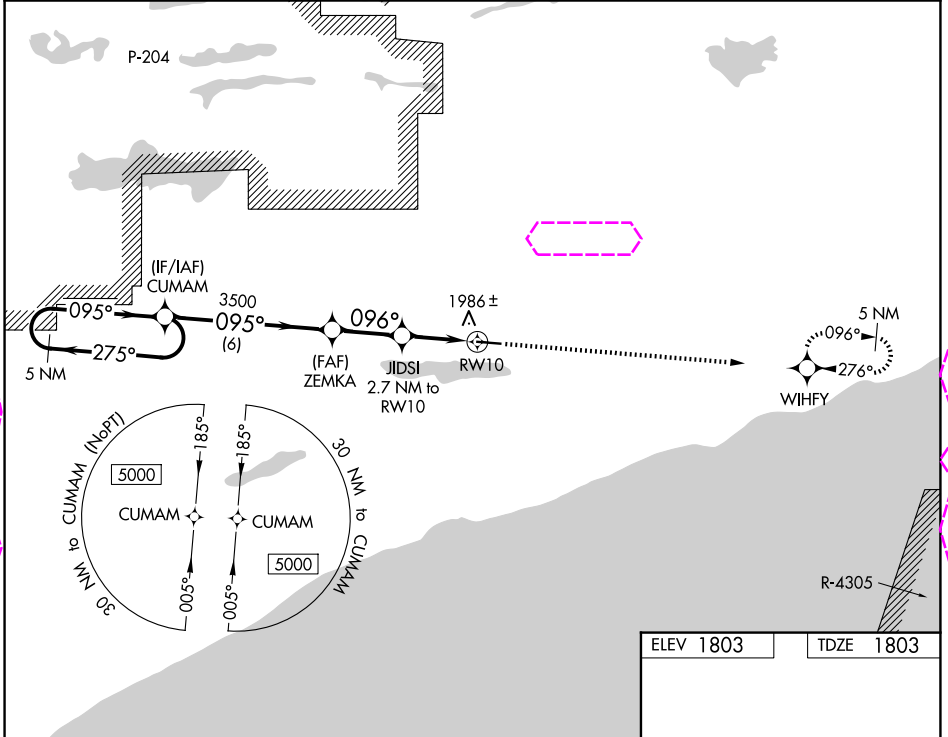 P-204
(IF/IAF)
CUMAM
3500
095°
095°
(6)
096°
1986 ±
5 NM
096°
275°
5 NM
(FAF)
ZEMKA
JIDSI
2.7 NM to
RW10
RW10
276°
WIHFY
30 NM to CUMAM (NoPT)
5000
185°
CUMAM
005°
185°
CUMAM
005°
5000
30 NM to CUMAM
R-4305
ELEV 1803
TDZE 1803